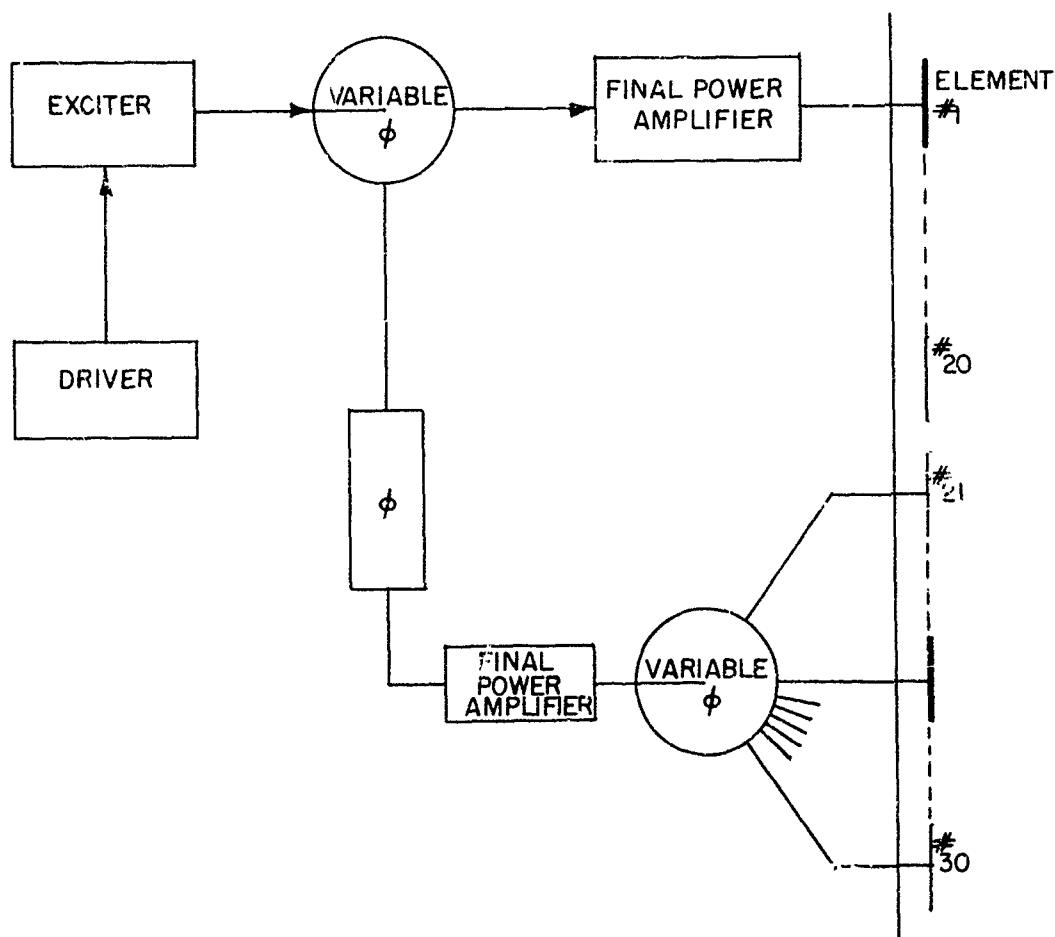 EXCITER
VARIABLE
φ
FINAL POWER
AMPLIFIER
ELEMENT
#1
DRIVER
#20
φ
#21
FINAL
POWER
AMPLIFIER
VARIABLE
φ
#30